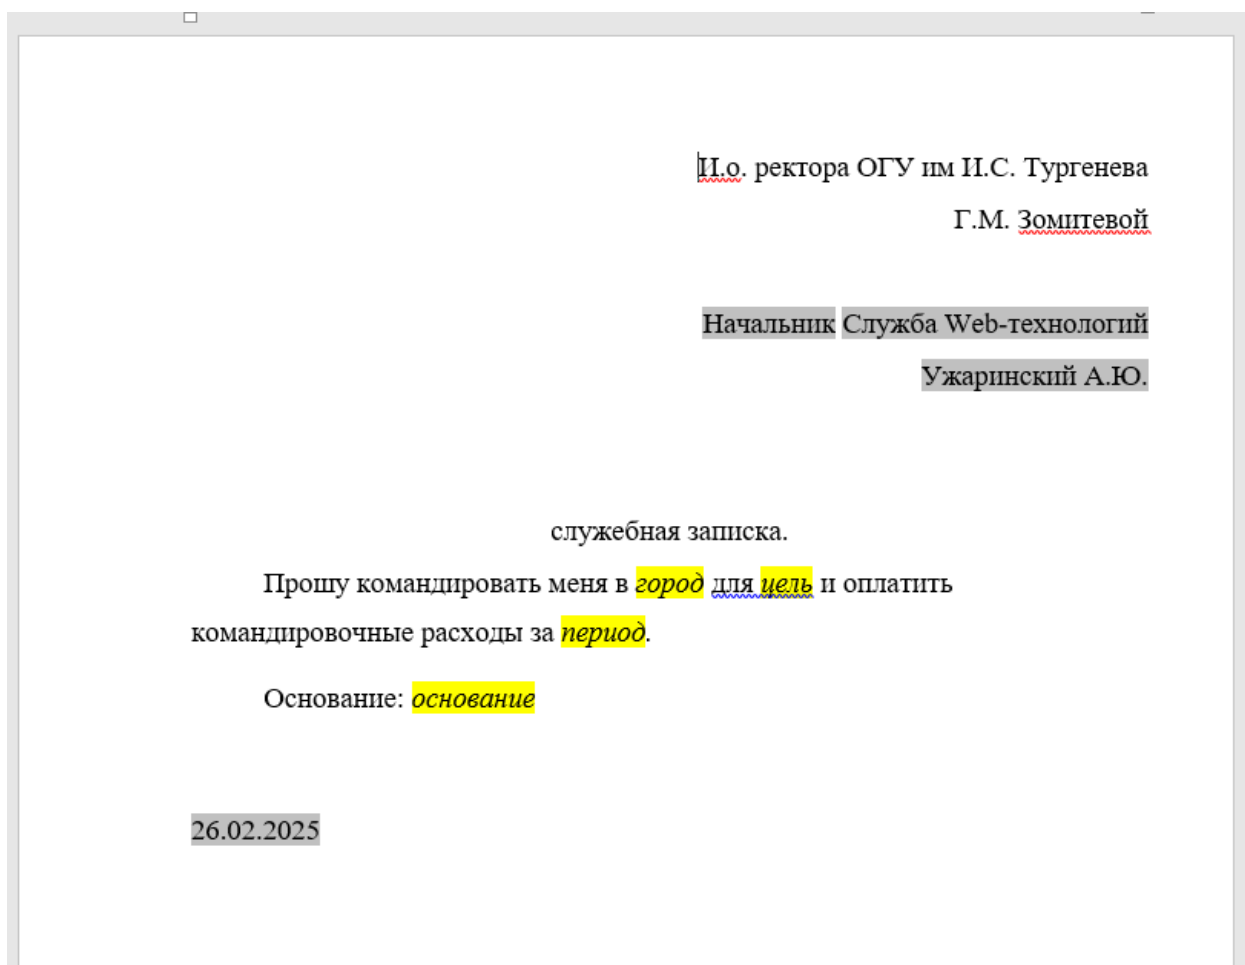 И.о. ректора ОГУ им И.С. Тургенева
Г.М. Зомитевой
Начальник Служба Web-технологий
Ужаринский А.Ю.
служебная записка.
Прошу командировать меня в город для цель и оплатить
командировочные расходы за период.
Основание: основание
26.02.2025